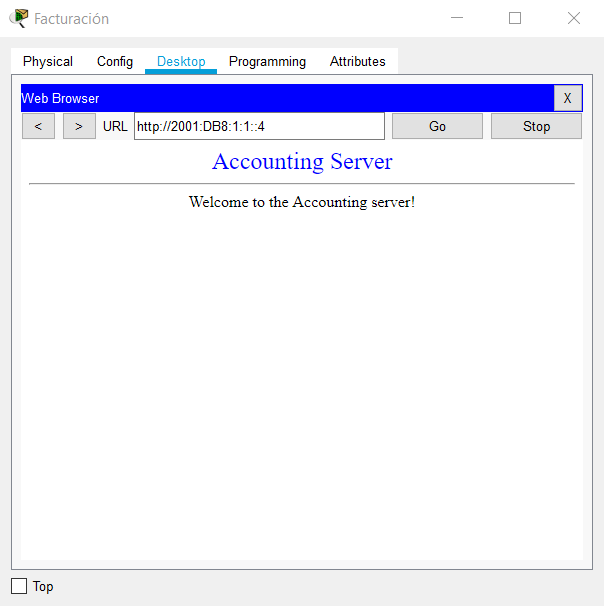 Facturación
Physical Config Desktop Programming Attributes
Web Browser X
< > URL http://2001:DB8:1:1::4 Go Stop
Accounting Server
Welcome to the Accounting server!
Top